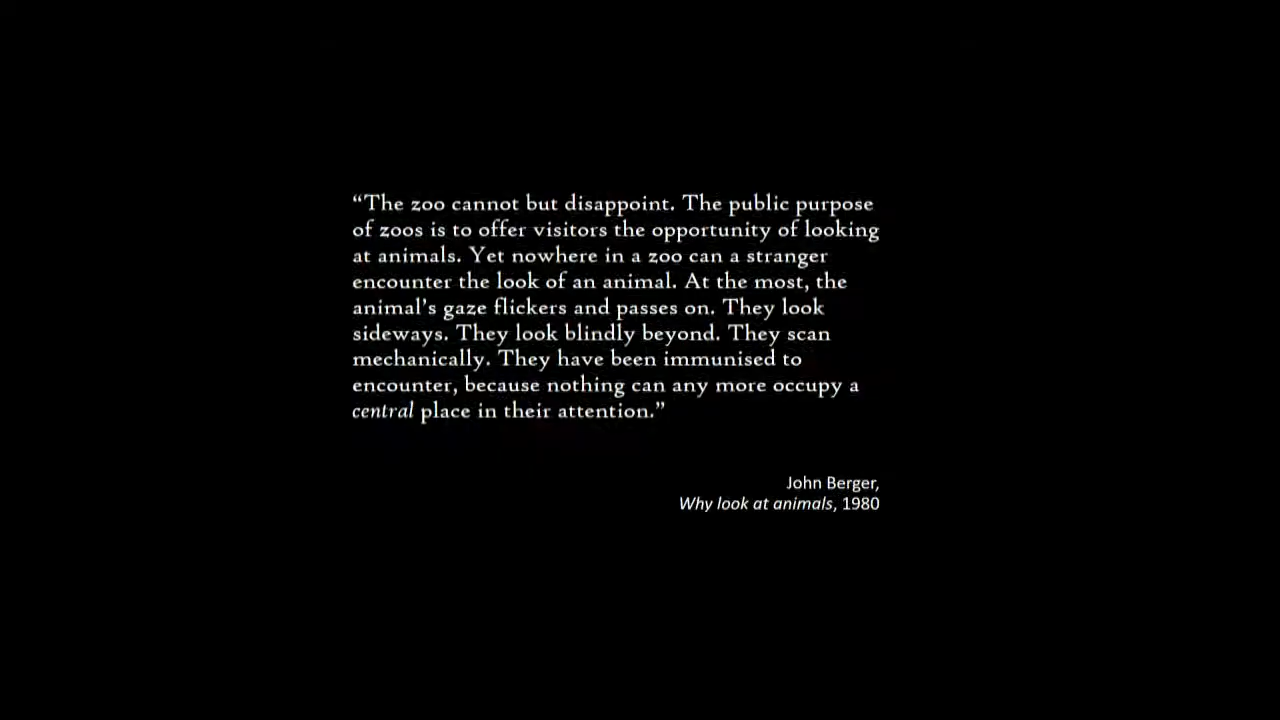 “The zoo cannot but disappoint. The public purpose
of zoos is to offer visitors the opportunity of looking
at animals. Yet nowhere in a zoo can a stranger
encounter the look of an animal. At the most, the
animal’s gaze flickers and passes on. They look
sideways. They look blindly beyond. They scan
mechanically. They have been immunised to
encounter, because nothing can any more occupy a
central place in their attention.”
John Berger,
Why look at animals, 1980